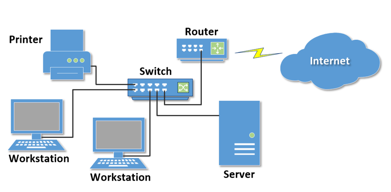 Router
Printer
Internet
Switch
Workstation
Workstation
Server